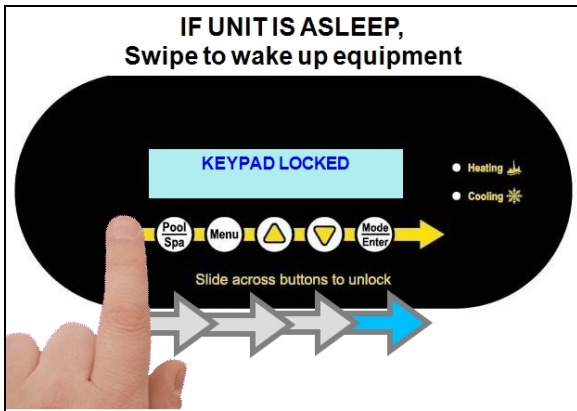 IF UNIT IS ASLEEP,
Swipe to wake up equipment
KEYPAD LOCKED
Heating
Cooling
Pool
Spa
Menu
Mode
Enter
Slide across buttons to unlock